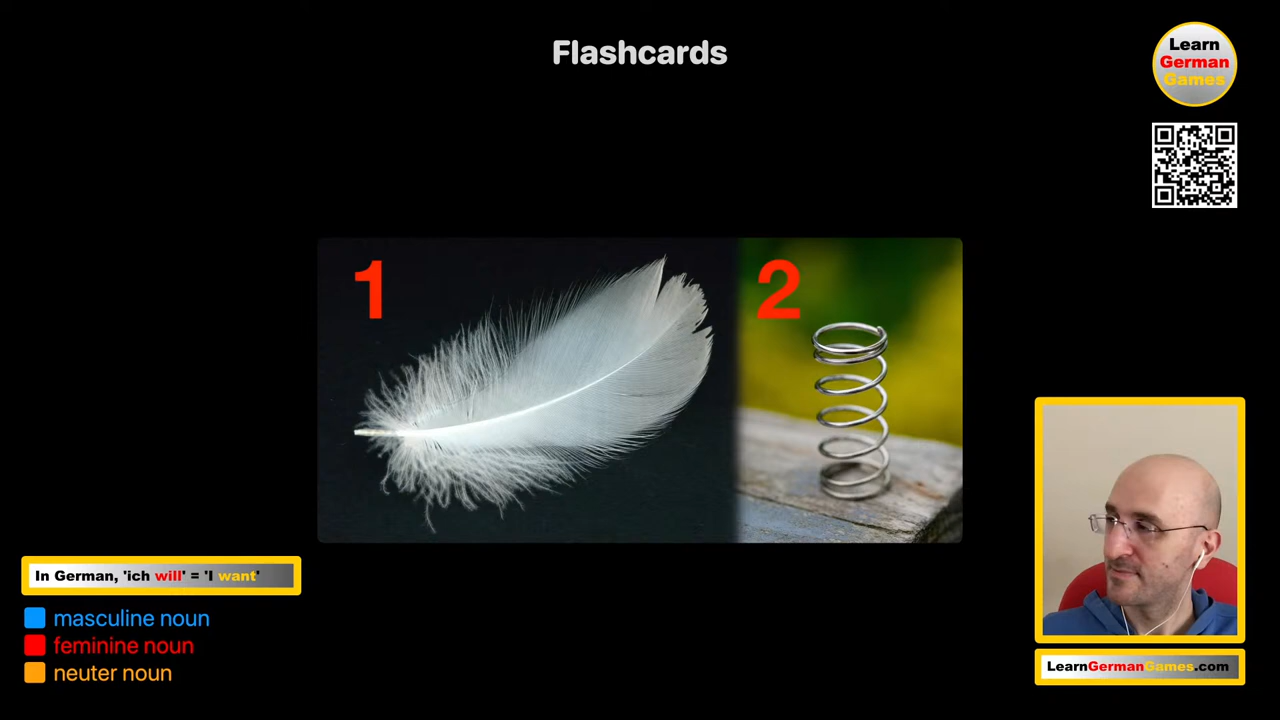 Flashcards
Learn
German
Games
1
2
In German, 'ich will' = 'I want'
masculine noun
feminine noun
neuter noun
LearnGermanGames.com